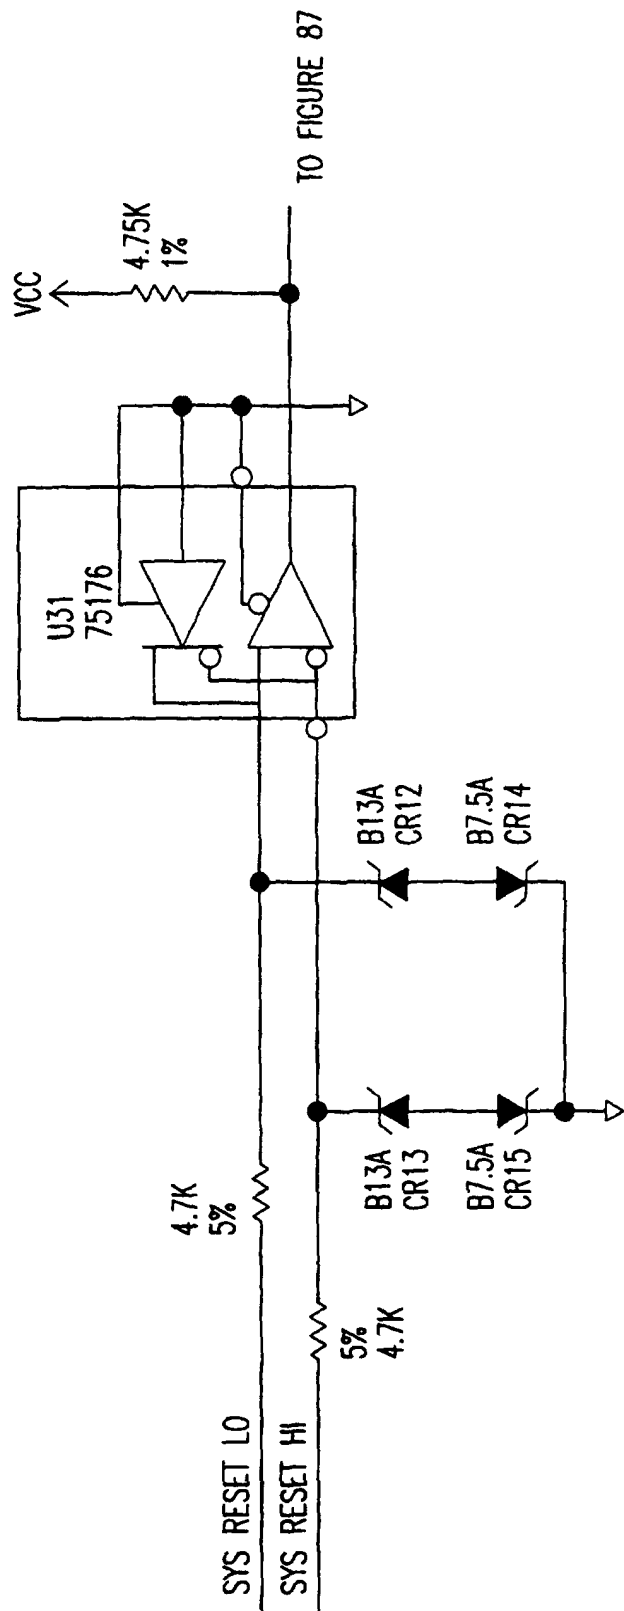 VCC
4.75K
1%
TO FIGURE 87
U31
75176
B13A
CR12
B7.5A
CR14
4.7K
5%
B13A
CR13
B7.5A
CR15
5%
4.7K
SYS RESET LO
SYS RESET HI